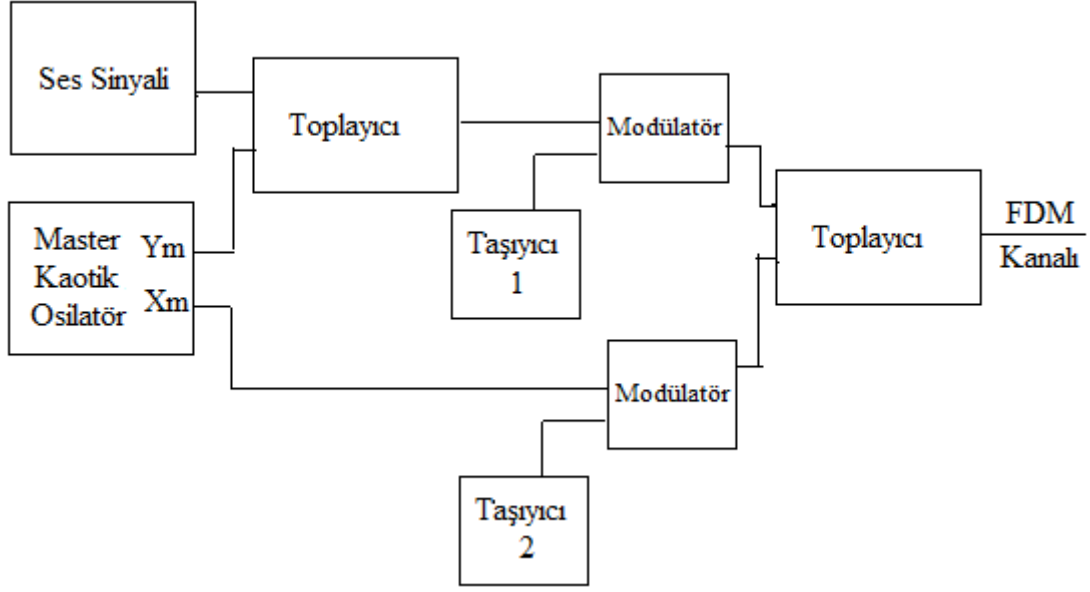 Ses Sinyali
Toplayıcı
Modülatör
Taşıyıcı
1
Master
Kaotik
Osilatör
Ym
Xm
Toplayıcı
FDM
Kanalı
Modülatör
Taşıyıcı
2